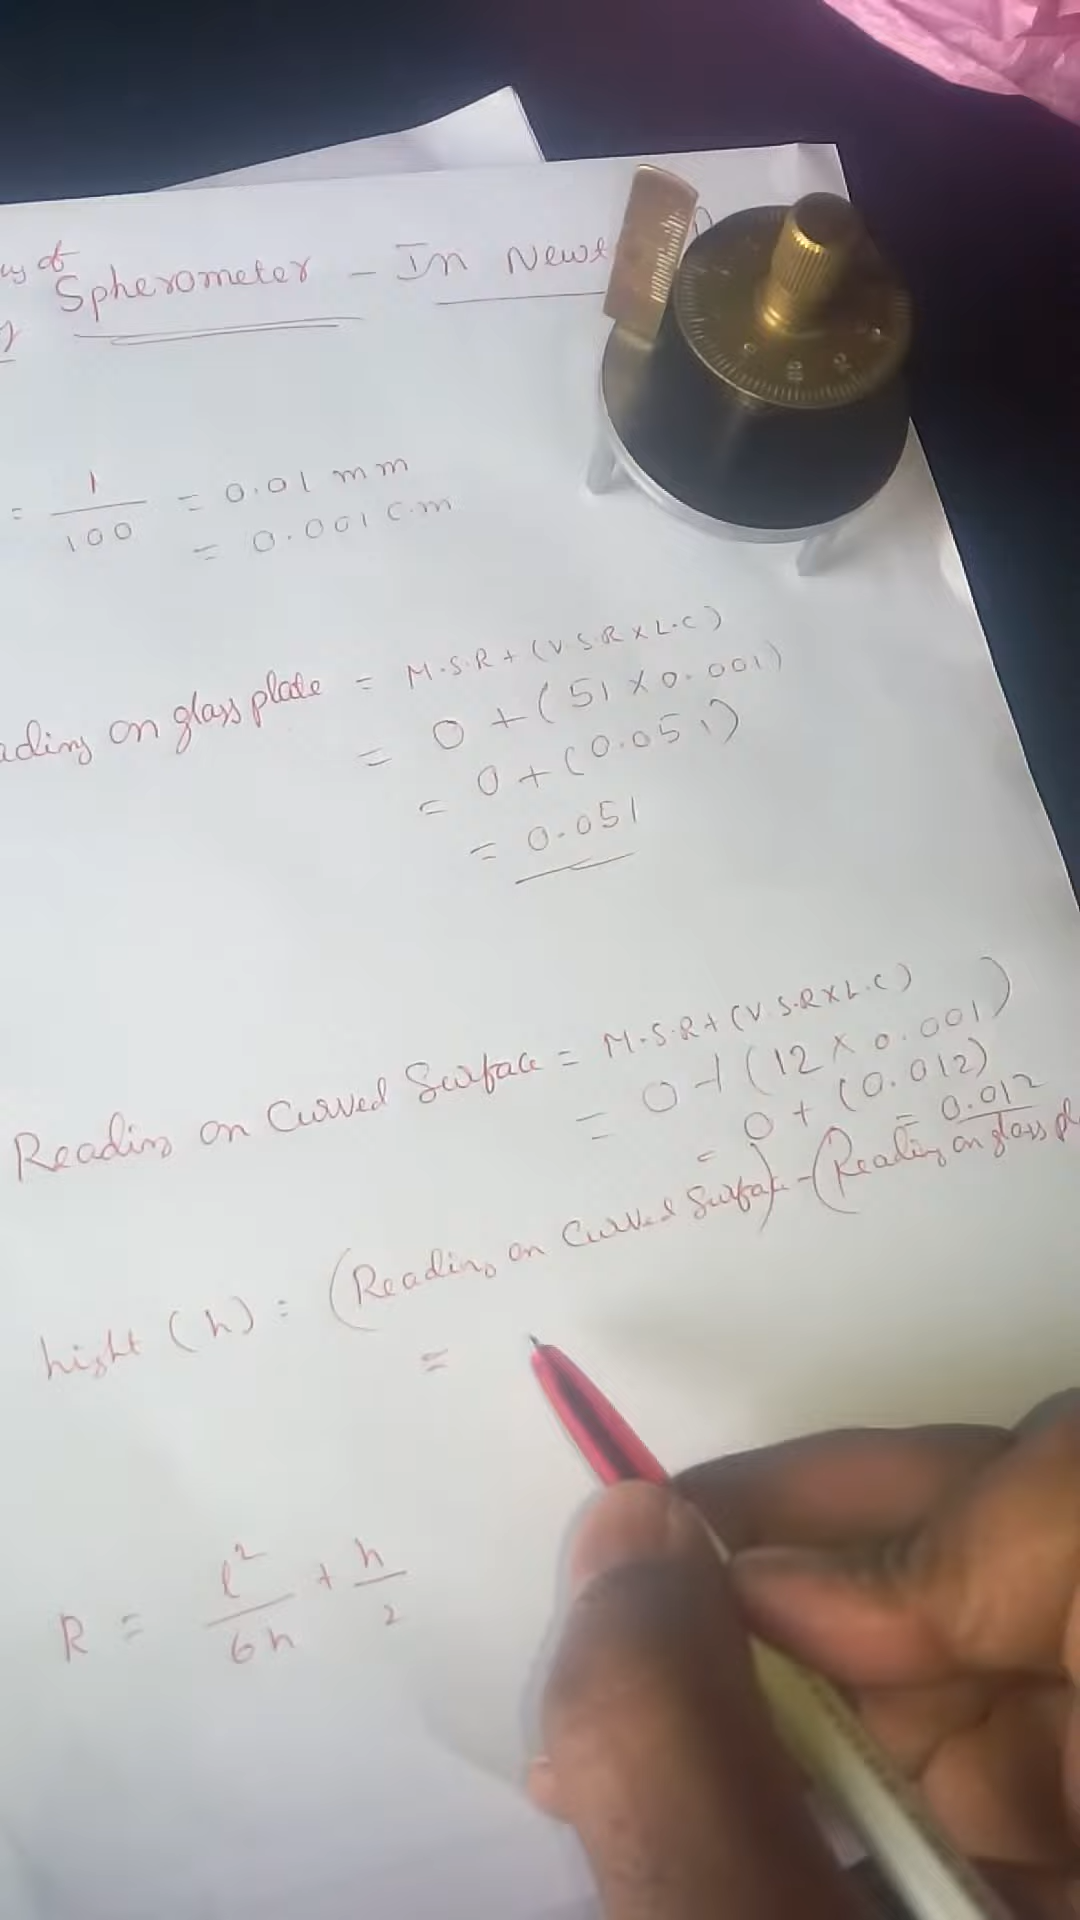 of
Spherometer - In Newt
= 1/100 = 0.01 mm
= 0.001 c.m
ading on glass plate = M.S.R + (V.S.R X L.C)
= 0 + (51 X 0.001)
= 0 + (0.051)
= 0.051
Reading on Curved Surface = M.S.R + (V.S.R X L.C)
= 0 + (12 X 0.001)
= 0 + (0.012)
= 0.012
hight (h) = (Reading on Curved Surface) - (Reading on glass pl
=
R = l²/6h + h/2